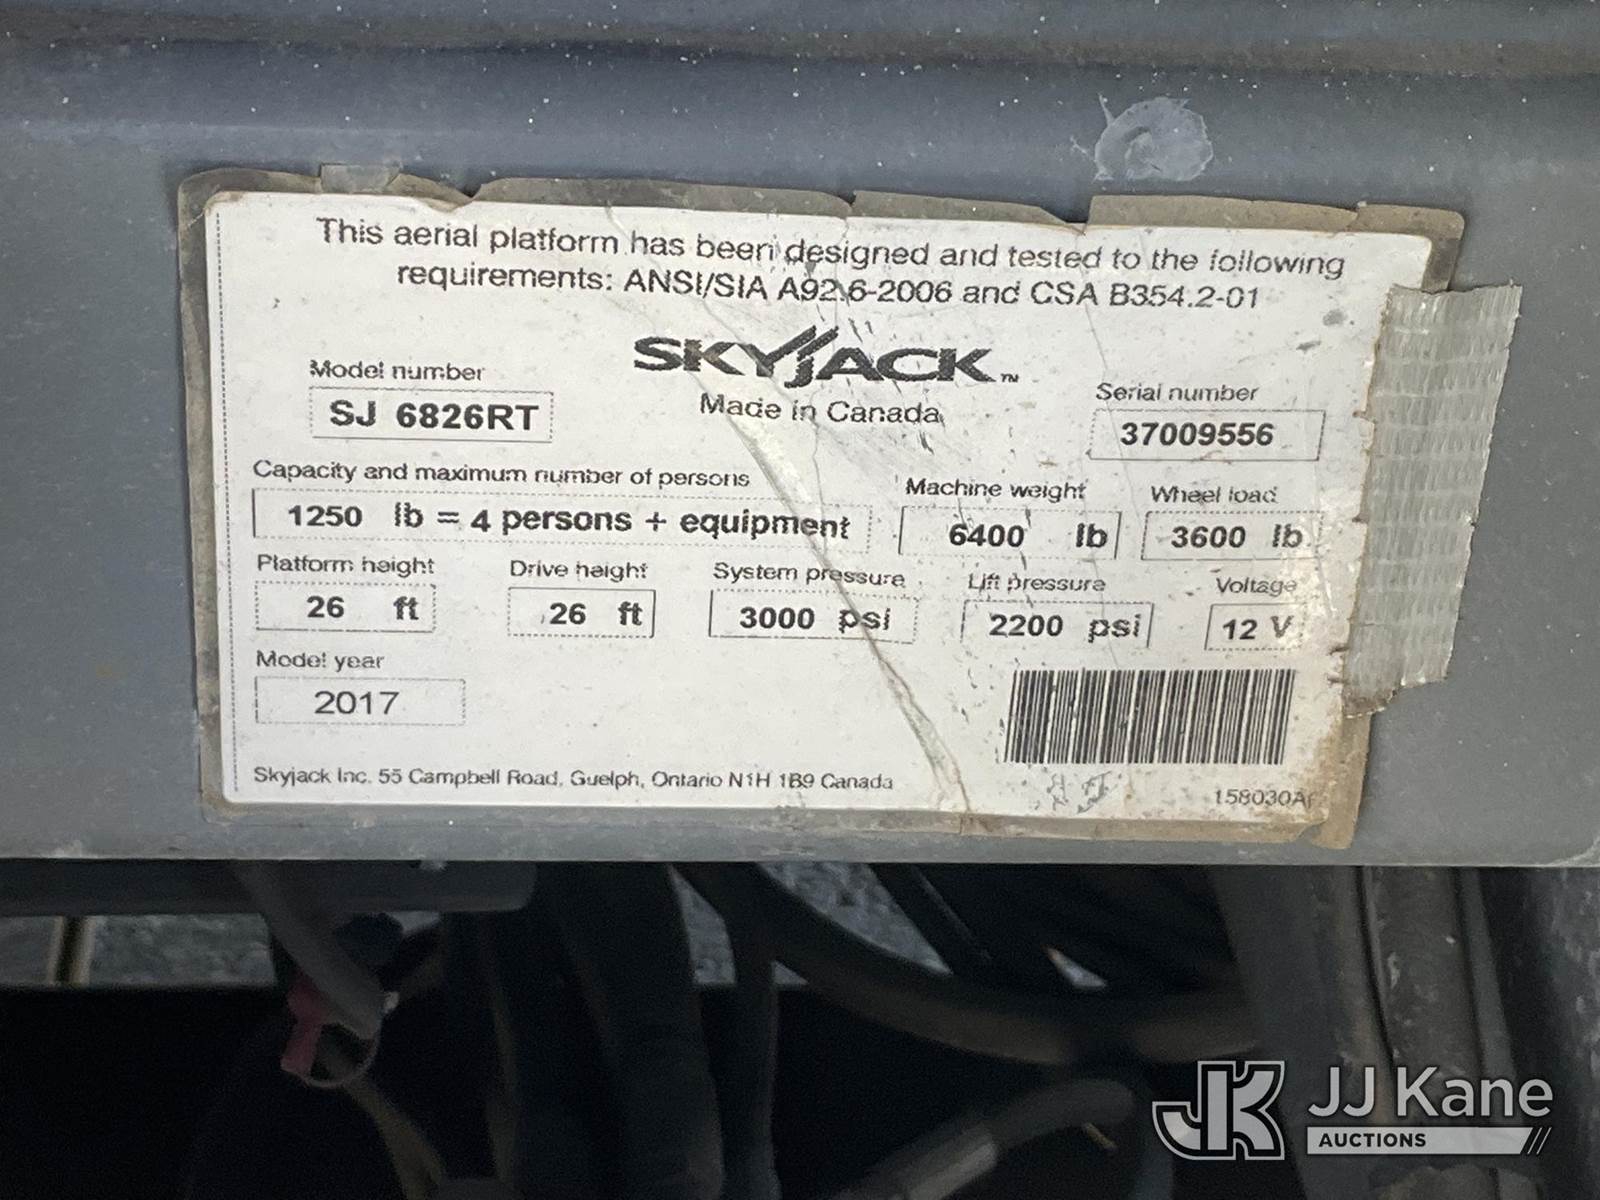 This aerial platform has been designed and tested to the following
requirements: ANSI/SIA A92.6-2006 and CSA B354.2-01
SKYJACK™
Made in Canada
Model number
SJ 6826RT
Serial number
37009556
Capacity and maximum number of persons
1250 lb = 4 persons + equipment
Machine weight
6400 lb
Wheel load
3600 lb
Platform height
26 ft
Drive height
26 ft
System pressure
3000 psi
Lift pressure
2200 psi
Voltage
12 V
Model year
2017
Skyjack Inc. 55 Campbell Road, Guelph, Ontario N1H 1B9 Canada
JK JJ Kane
AUCTIONS